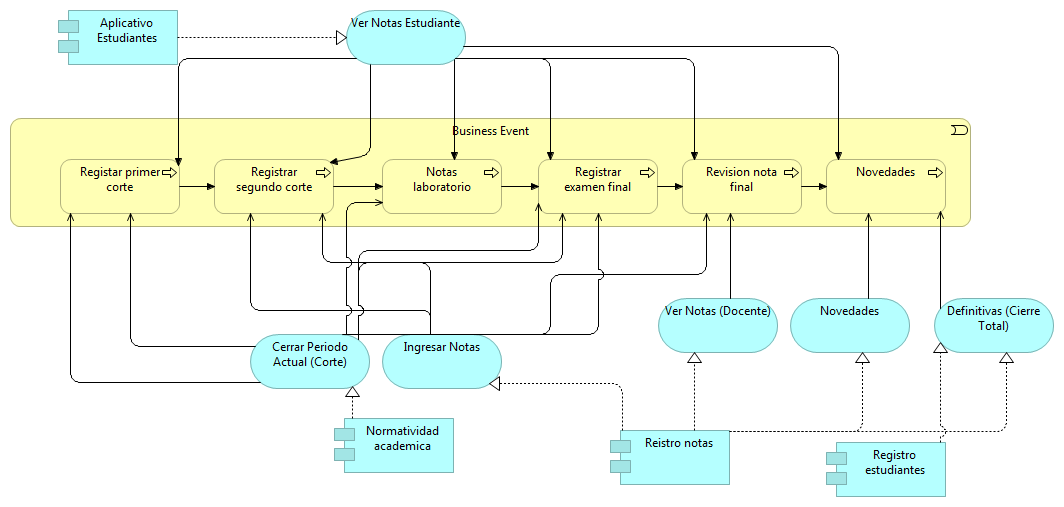 Aplicativo
Estudiantes
Ver Notas Estudiante
Business Event
Registar primer
corte
Registrar
segundo corte
Notas
laboratorio
Registrar
examen final
Revision nota
final
Novedades
Ver Notas (Docente)
Novedades
Definitivas (Cierre
Total)
Cerrar Periodo
Actual (Corte)
Ingresar Notas
Normatividad
academica
Reistro notas
Registro
estudiantes